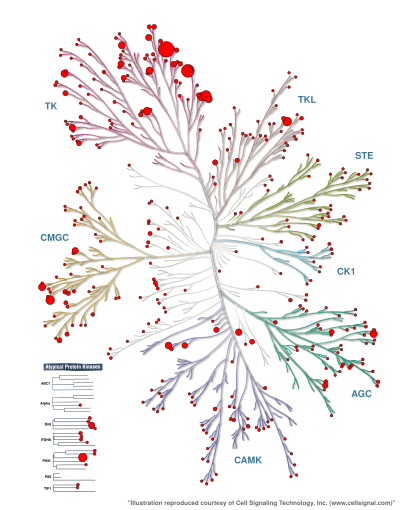 TK
TKL
STE
CMGC
CK1
AGC
CAMK
Atypical Protein Kinases
ABC1
Alpha
Brd
PDHK
PIKK
RIO
TIF1
"Illustration reproduced courtesy of Cell Signaling Technology, Inc. (www.cellsignal.com)"